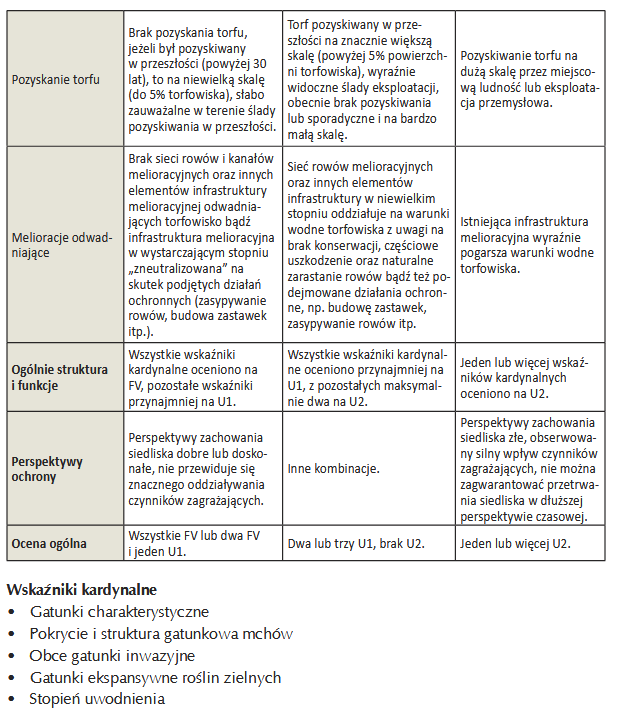 Pozyskanie torfu
Brak pozyskania torfu,
jeżeli był pozyskiwany
w przeszłości (powyżej 30
lat), to na niewielką skalę
(do 5% torfowiska), słabo
zauważalne w terenie ślady
pozyskiwania w przeszłości.
Torf pozyskiwany w prze-
szłości na znacznie większą
skalę (powyżej 5% powierzch-
ni torfowiska), wyraźnie
widoczne ślady eksploatacji,
obecnie brak pozyskiwania
lub sporadyczne i na bardzo
małą skalę.
Pozyskiwanie torfu na
dużą skalę przez miejsco-
wą ludność lub eksploata-
cja przemysłowa.
Melioracje odwad-
niające
Brak sieci rowów i kanałów
melioracyjnych oraz innych
elementów infrastruktury
melioracyjnej odwadnia-
jących torfowisko bądź
infrastruktura melioracyjna
w wystarczającym stopniu
„zneutralizowana” na
skutek podjętych działań
ochronnych (zasypywanie
rowów, budowa zastawek
itp.).
Sieć rowów melioracyjnych
oraz innych elementów
infrastruktury w niewielkim
stopniu oddziałuje na warunki
wodne torfowiska z uwagi na
brak konserwacji, częściowe
uszkodzenie oraz naturalne
zarastanie rowów bądź też po-
dejmowane działania ochron-
ne, np. budowę zastawek,
zasypywanie rowów itp.
Istniejąca infrastruktura
melioracyjna wyraźnie
pogarsza warunki wodne
torfowiska.
Ogólnie struktura
i funkcje
Wszystkie wskaźniki
kardynalne oceniono na
FV, pozostałe wskaźniki
przynajmniej na U1.
Wszystkie wskaźniki kardynal-
ne oceniono przynajmniej na
U1, z pozostałych maksymal-
nie dwa na U2.
Jeden lub więcej wskaź-
ników kardynalnych
oceniono na U2.
Perspektywy
ochrony
Perspektywy zachowania
siedliska dobre lub dosko-
nałe, nie przewiduje się
znacznego oddziaływania
czynników zagrażających.
Inne kombinacje.
Perspektywy zachowania
siedliska złe, obserwowa-
ny silny wpływ czynników
zagrażających, nie można
zagwarantować przetrwa-
nia siedliska w dłuższej
perspektywie czasowej.
Ocena ogólna
Wszystkie FV lub dwa FV
i jeden U1.
Dwa lub trzy U1, brak U2.
Jeden lub więcej U2.
Wskaźniki kardynalne
• Gatunki charakterystyczne
• Pokrycie i struktura gatunkowa mchów
• Obce gatunki inwazyjne
• Gatunki ekspansywne roślin zielnych
• Stopień uwodnienia